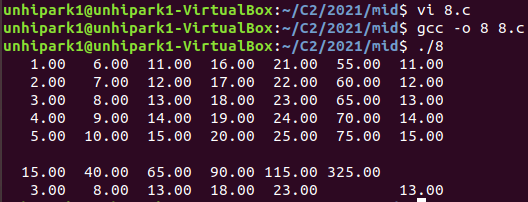 unhipark1@unhipark1-VirtualBox:~/C2/2021/mid$ vi 8.c
unhipark1@unhipark1-VirtualBox:~/C2/2021/mid$ gcc -o 8 8.c
unhipark1@unhipark1-VirtualBox:~/C2/2021/mid$ ./8
1.00 6.00 11.00 16.00 21.00 55.00 11.00
2.00 7.00 12.00 17.00 22.00 60.00 12.00
3.00 8.00 13.00 18.00 23.00 65.00 13.00
4.00 9.00 14.00 19.00 24.00 70.00 14.00
5.00 10.00 15.00 20.00 25.00 75.00 15.00
15.00 40.00 65.00 90.00 115.00 325.00
3.00 8.00 13.00 18.00 23.00 13.00